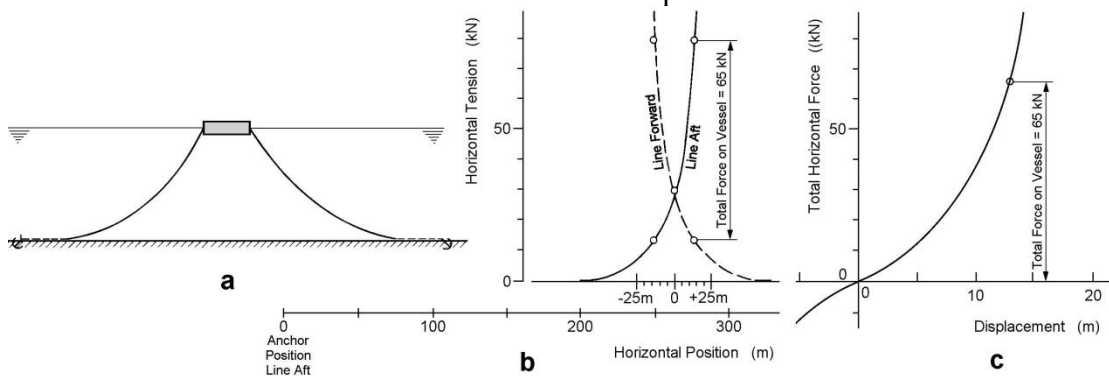 a
Horizontal Tension (kN)
50
0
Line Forward
Line Aft
Total Force on Vessel = 65 kN
-25m 0 +25m
0 100 200 300
Anchor
Position
Line Aft
b
Horizontal Position (m)
Total Horizontal Force ((kN)
50
0
Total Force on Vessel = 65 kN
0 10 20
Displacement (m)
c